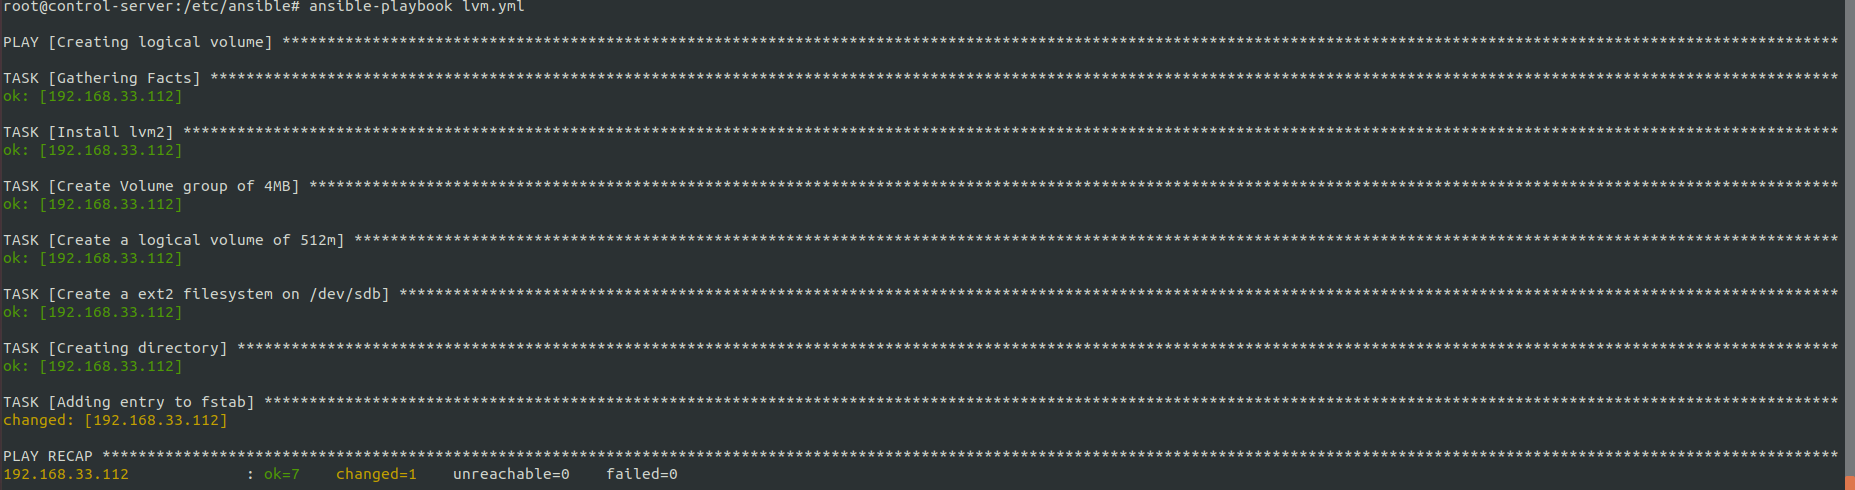 root@control-server:/etc/ansible# ansible-playbook lvm.yml
PLAY [Creating logical volume] *****************************************************************************************************************************************************************************
TASK [Gathering Facts] *************************************************************************************************************************************************************************************
ok: [192.168.33.112]
TASK [Install lvm2] ****************************************************************************************************************************************************************************************
ok: [192.168.33.112]
TASK [Create Volume group of 4MB] **************************************************************************************************************************************************************************
ok: [192.168.33.112]
TASK [Create a logical volume of 512m] *********************************************************************************************************************************************************************
ok: [192.168.33.112]
TASK [Create a ext2 filesystem on /dev/sdb] ****************************************************************************************************************************************************************
ok: [192.168.33.112]
TASK [Creating directory] **********************************************************************************************************************************************************************************
ok: [192.168.33.112]
TASK [Adding entry to fstab] *******************************************************************************************************************************************************************************
changed: [192.168.33.112]
PLAY RECAP *************************************************************************************************************************************************************************************************
192.168.33.112             : ok=7    changed=1    unreachable=0    failed=0